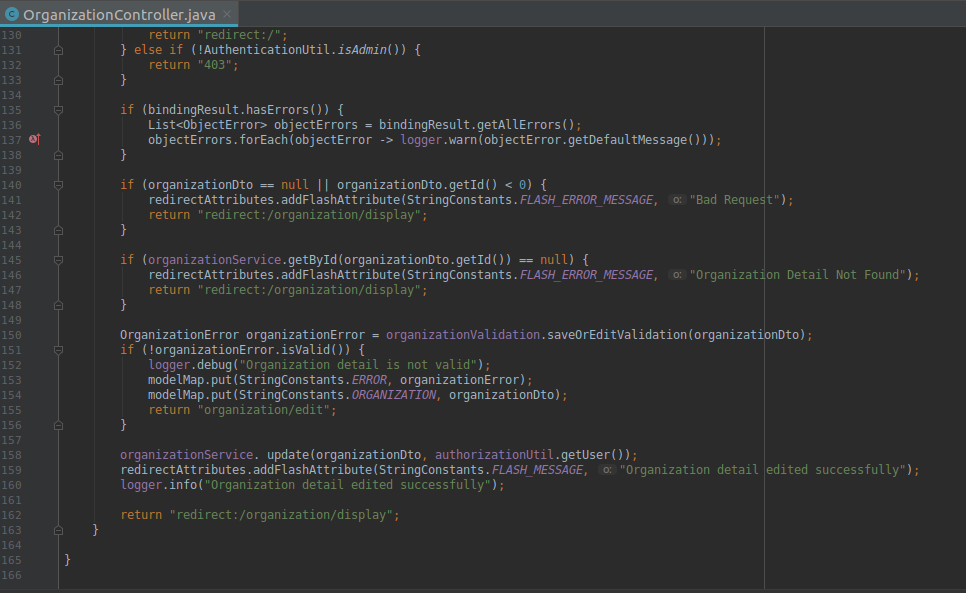 OrganizationController.java
130 return "redirect:/";
131 } else if (!AuthenticationUtil.isAdmin()) {
132 return "403";
133 }
134
135 if (bindingResult.hasErrors()) {
136 List<ObjectError> objectErrors = bindingResult.getAllErrors();
137 objectErrors.forEach(objectError -> logger.warn(objectError.getDefaultMessage()));
138 }
139
140 if (organizationDto == null || organizationDto.getId() < 0) {
141 redirectAttributes.addFlashAttribute(StringConstants.FLASH_ERROR_MESSAGE, o: "Bad Request");
142 return "redirect:/organization/display";
143 }
144
145 if (organizationService.getById(organizationDto.getId()) == null) {
146 redirectAttributes.addFlashAttribute(StringConstants.FLASH_ERROR_MESSAGE, o: "Organization Detail Not Found");
147 return "redirect:/organization/display";
148 }
149
150 OrganizationError organizationError = organizationValidation.saveOrEditValidation(organizationDto);
151 if (!organizationError.isValid()) {
152 logger.debug("Organization detail is not valid");
153 modelMap.put(StringConstants.ERROR, organizationError);
154 modelMap.put(StringConstants.ORGANIZATION, organizationDto);
155 return "organization/edit";
156 }
157
158 organizationService. update(organizationDto, authorizationUtil.getUser());
159 redirectAttributes.addFlashAttribute(StringConstants.FLASH_MESSAGE, o: "Organization detail edited successfully");
160 logger.info("Organization detail edited successfully");
161
162 return "redirect:/organization/display";
163 }
164
165 }
166